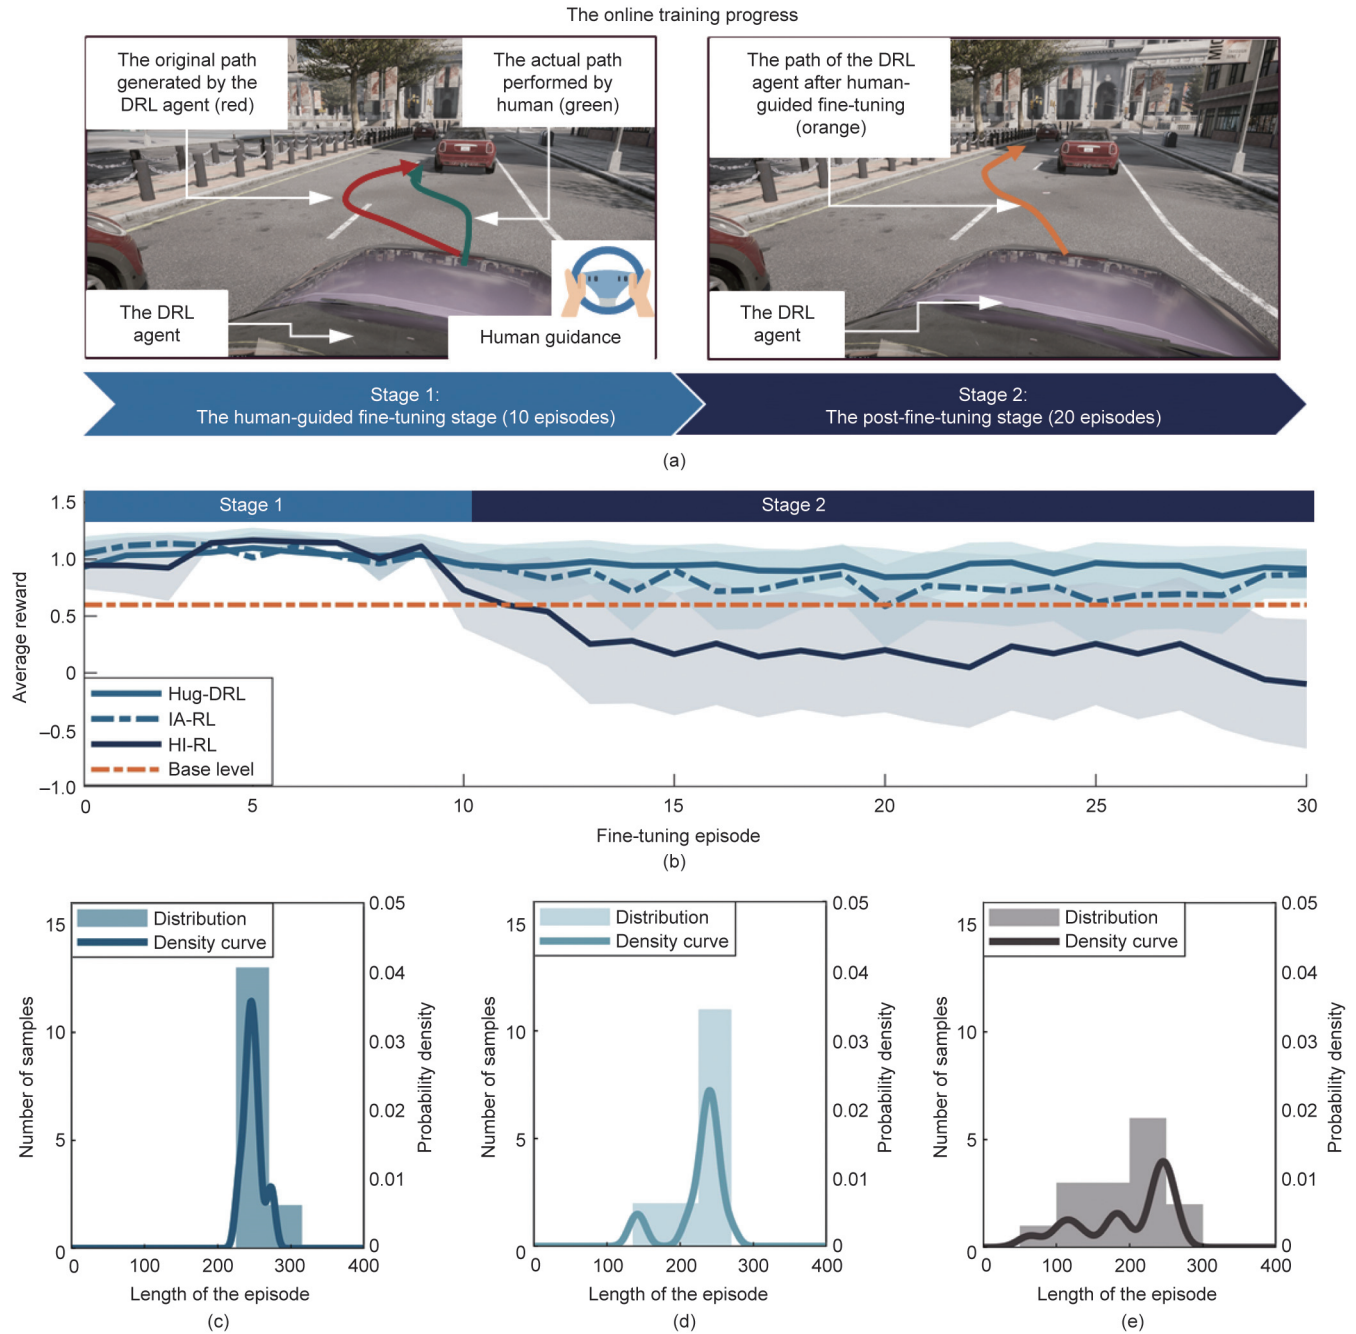 The online training progress
The original path
generated by the
DRL agent (red)
The actual path
performed by
human (green)
The DRL
agent
Human guidance
The path of the DRL
agent after human-
guided fine-tuning
(orange)
The DRL
agent
Stage 1:
The human-guided fine-tuning stage (10 episodes)
Stage 2:
The post-fine-tuning stage (20 episodes)
(a)
Stage 1
Stage 2
Average reward
1.5
1.0
0.5
0
–0.5
–1.0
Hug-DRL
IA-RL
HI-RL
Base level
0 5 10 15 20 25 30
Fine-tuning episode
(b)
Number of samples
15
10
5
0
Distribution
Density curve
0.05
0.04
0.03
0.02
0.01
0
Probability density
0 100 200 300 400
Length of the episode
(c)
Number of samples
15
10
5
0
Distribution
Density curve
0.05
0.04
0.03
0.02
0.01
0
Probability density
0 100 200 300 400
Length of the episode
(d)
Number of samples
15
10
5
0
Distribution
Density curve
0.05
0.04
0.03
0.02
0.01
0
Probability density
0 100 200 300 400
Length of the episode
(e)